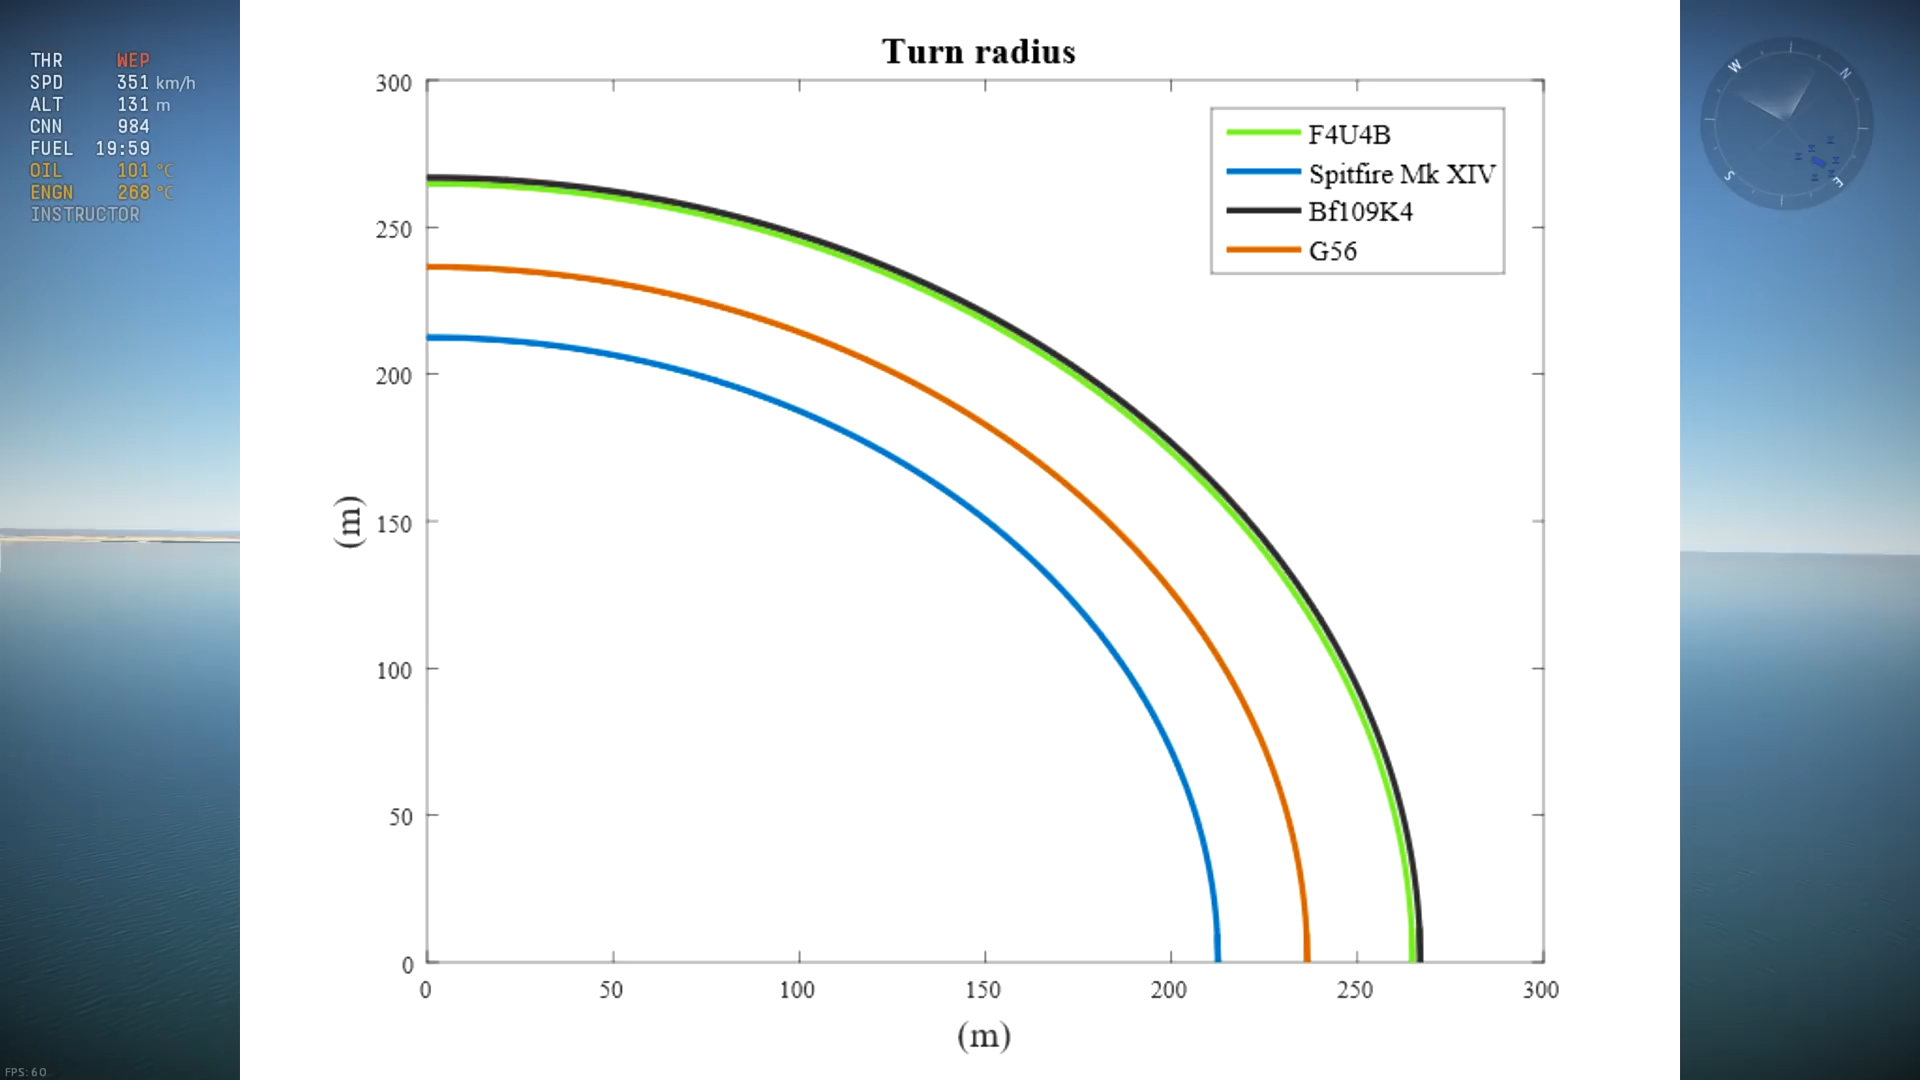 THR WEP
SPD 351 km/h
ALT 131 m
CNN 984
FUEL 19:59
OIL 101 °C
ENGN 268 °C
INSTRUCTOR
Turn radius
300
250
200
150
100
50
0
(m)
F4U4B
Spitfire Mk XIV
Bf109K4
G56
0 50 100 150 200 250 300
(m)
W N
S E
FPS: 60